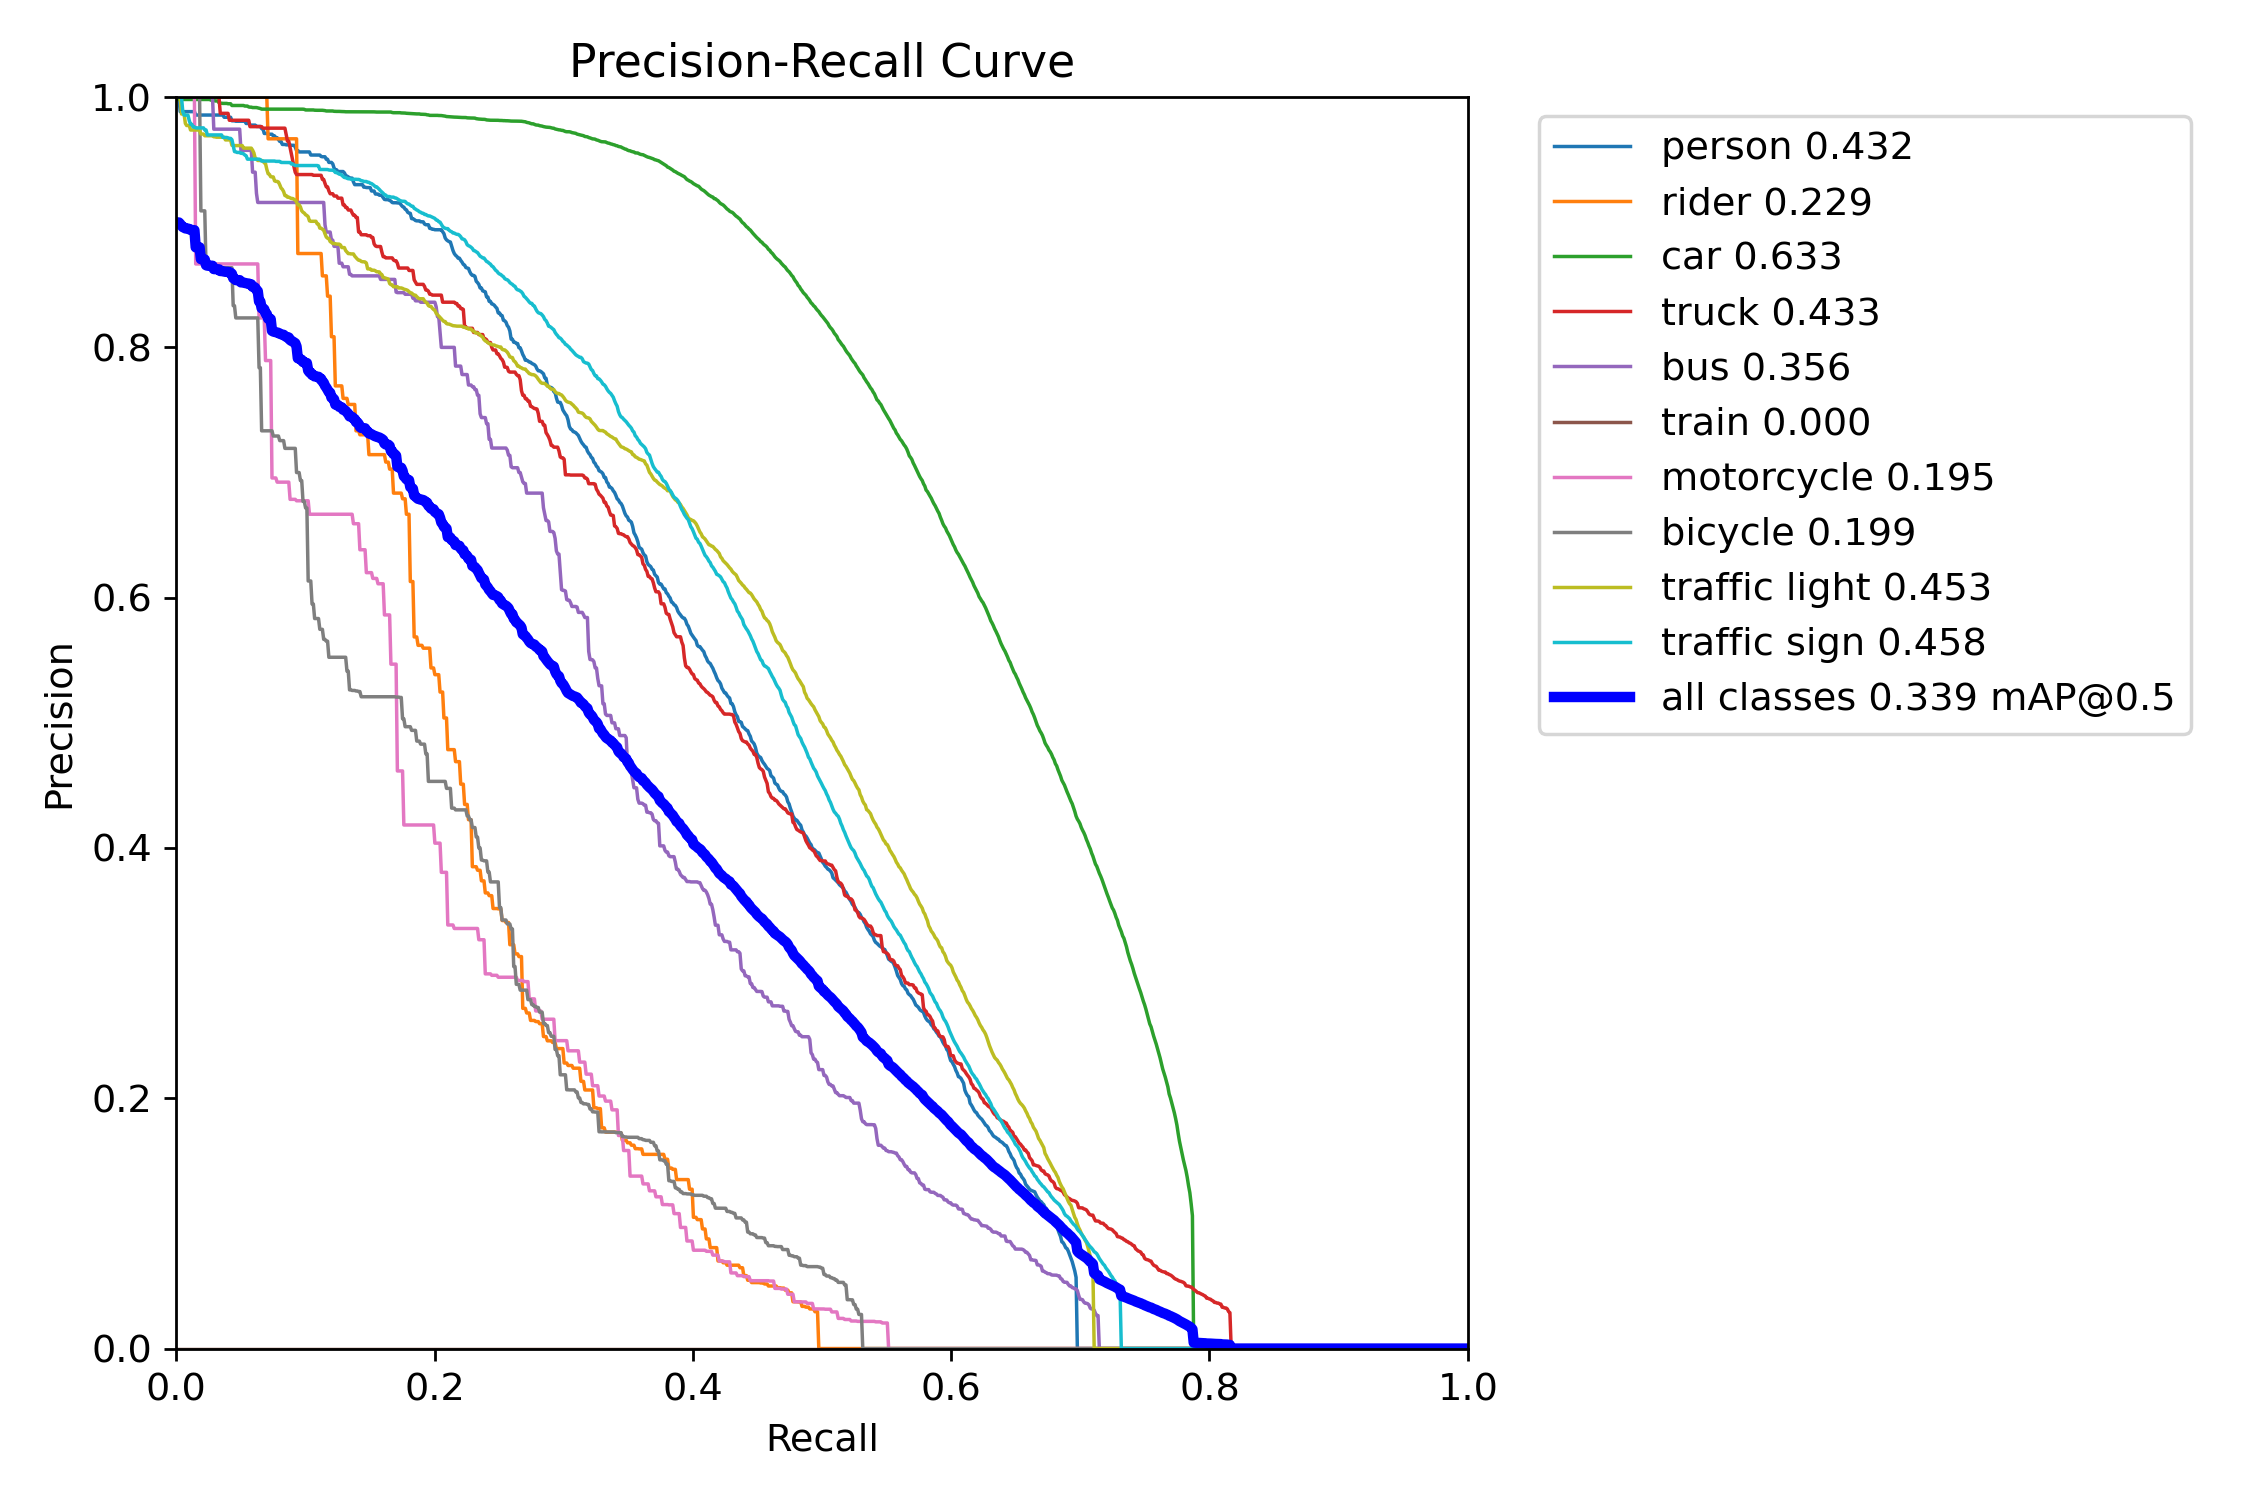 Precision-Recall Curve
1.0
0.8
0.6
0.4
0.2
0.0
Precision
0.0 0.2 0.4 0.6 0.8 1.0
Recall
person 0.432
rider 0.229
car 0.633
truck 0.433
bus 0.356
train 0.000
motorcycle 0.195
bicycle 0.199
traffic light 0.453
traffic sign 0.458
all classes 0.339 mAP@0.5